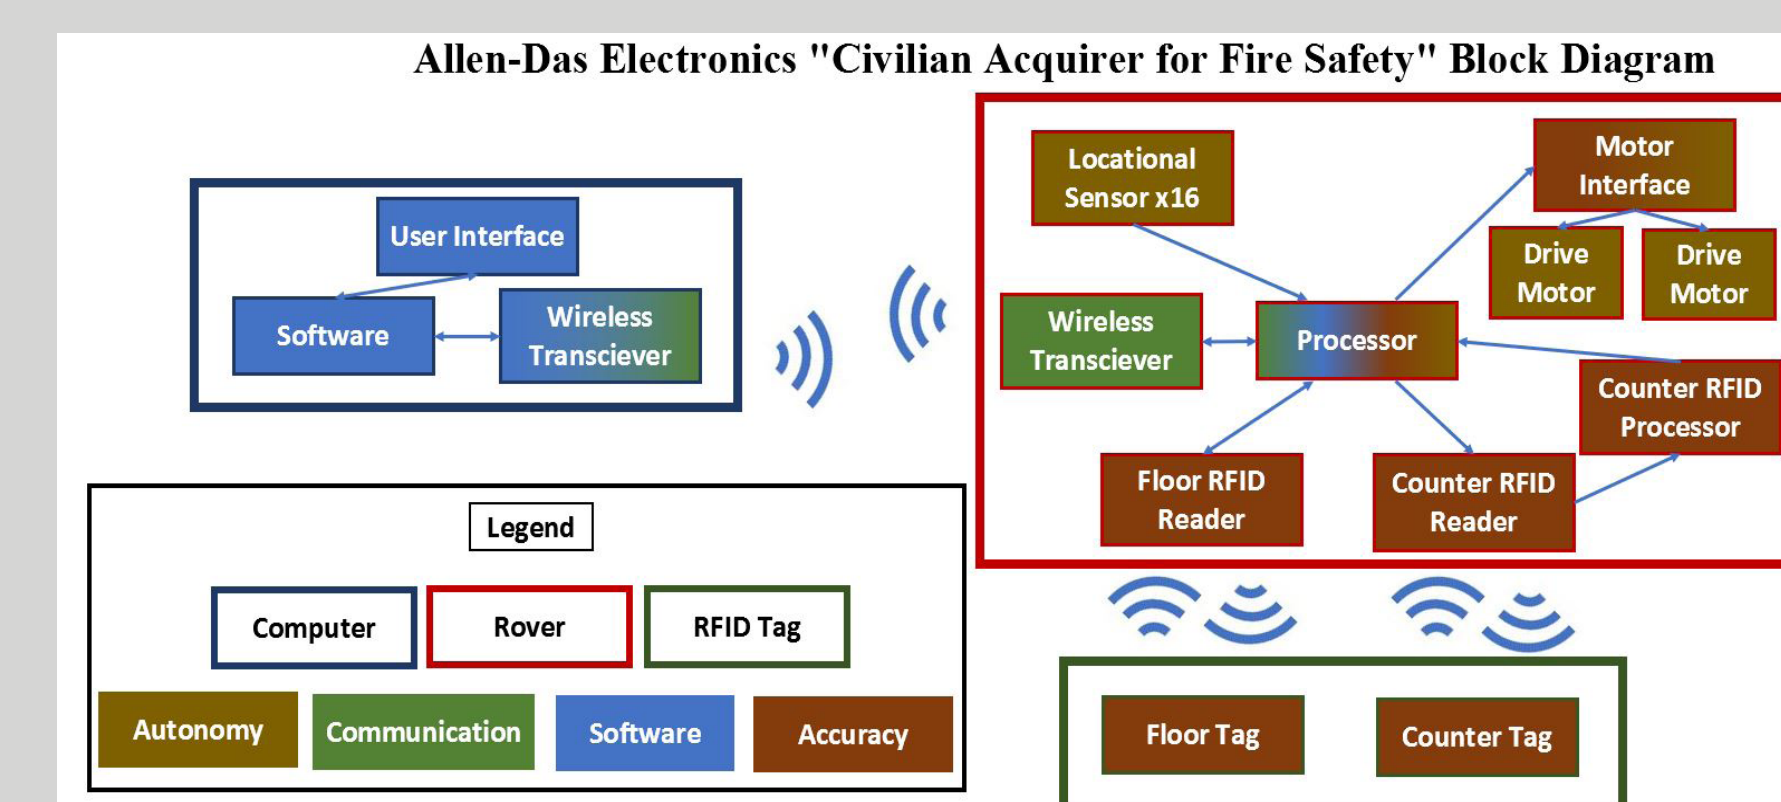 Allen-Das Electronics "Civilian Acquirer for Fire Safety" Block Diagram
User Interface
Software
Wireless
Transciever
Locational
Sensor x16
Motor
Interface
Drive
Motor
Drive
Motor
Wireless
Transciever
Processor
Counter RFID
Processor
Floor RFID
Reader
Counter RFID
Reader
Legend
Computer
Rover
RFID Tag
Autonomy
Communication
Software
Accuracy
Floor Tag
Counter Tag